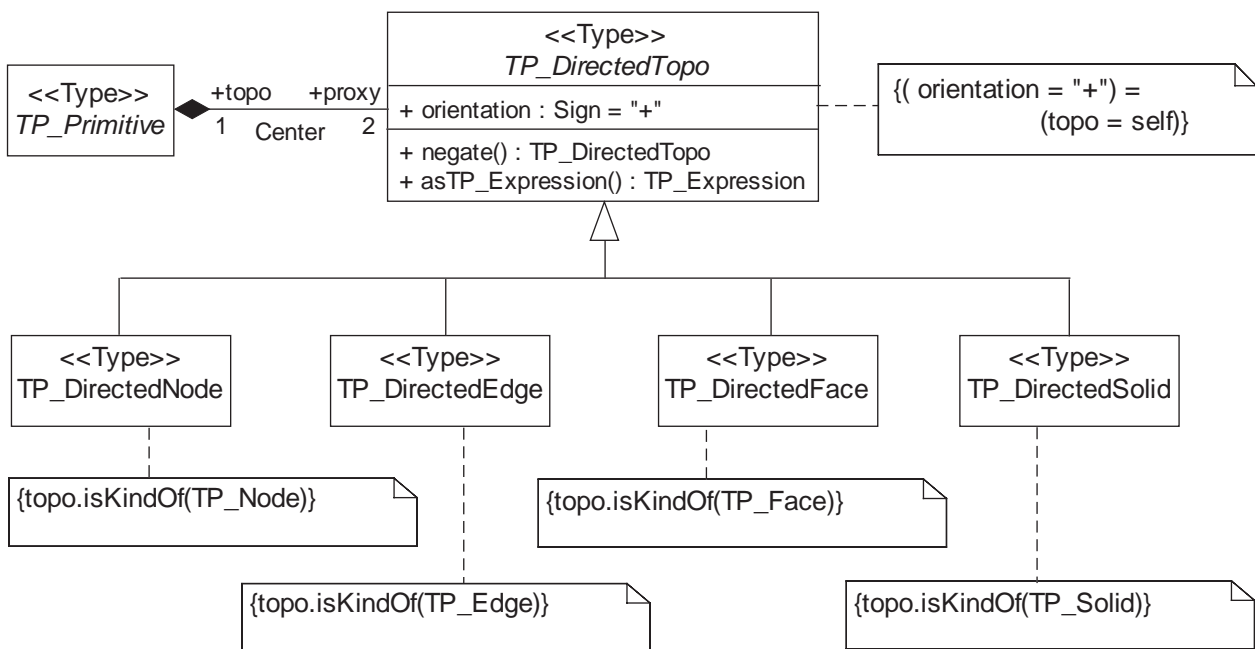 <<Type>>
TP_DirectedTopo
+ orientation : Sign = "+"
+ negate() : TP_DirectedTopo
+ asTP_Expression() : TP_Expression
<<Type>>
TP_Primitive
+topo
+proxy
1
Center
2
{( orientation = "+") =
(topo = self)}
<<Type>>
TP_DirectedNode
<<Type>>
TP_DirectedEdge
<<Type>>
TP_DirectedFace
<<Type>>
TP_DirectedSolid
{topo.isKindOf(TP_Node)}
{topo.isKindOf(TP_Face)}
{topo.isKindOf(TP_Edge)}
{topo.isKindOf(TP_Solid)}